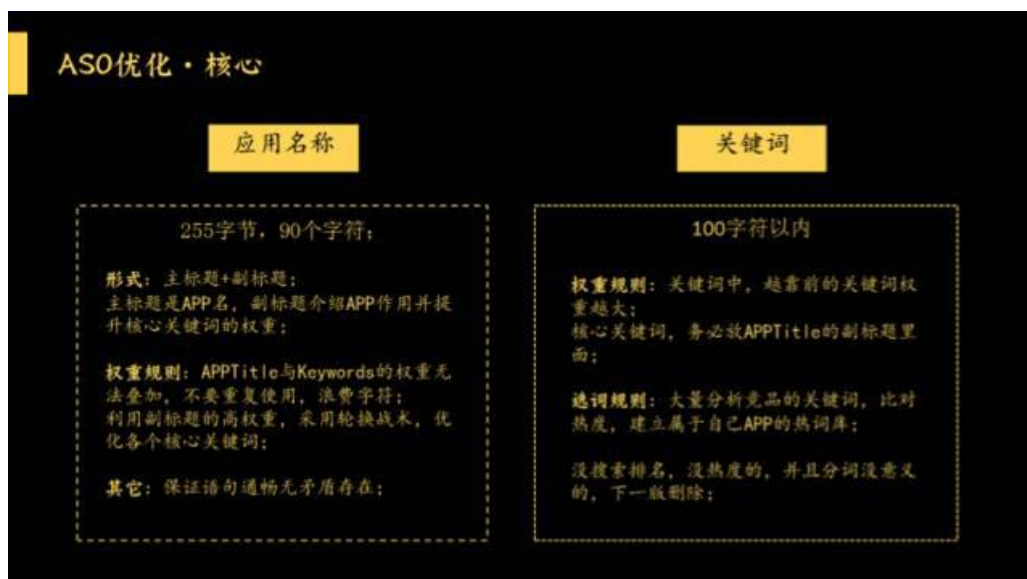 ASO优化·核心
应用名称
255字节，90个字符；
形式：主标题+副标题；
主标题是APP名，副标题介绍APP作用并提
升核心关键词的权重；
权重规则：APPTitle与Keywords的权重无
法叠加，不要重复使用，浪费字符；
利用副标题的高权重，采用轮换战术，优
化各个核心关键词；
其它：保证语句通畅无矛盾存在；
关键词
100字符以内
权重规则：关键词中，越靠前的关键词权
重越大；
核心关键词，务必放APPTitle的副标题里
面；
选词规则：大量分析竞品的关键词，比对
热度，建立属于自己APP的热词库；
没搜索排名，没热度的，并且分词没意义
的，下一版删除；